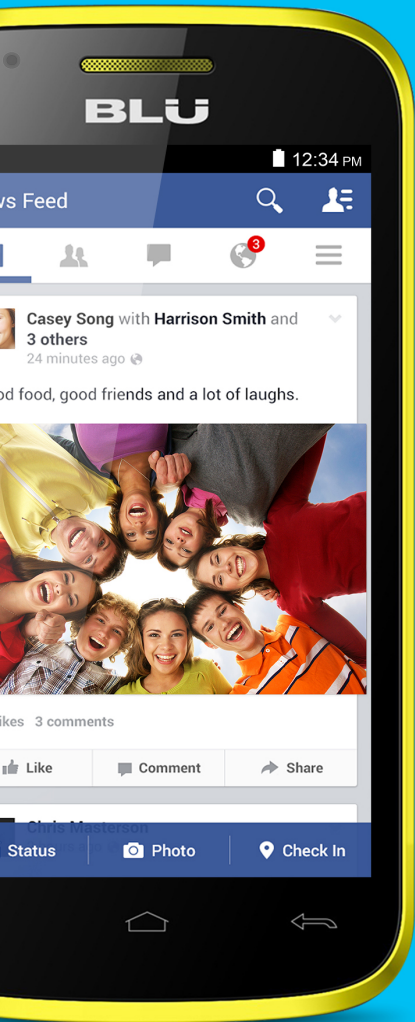 BLU
12:34 PM
s Feed
3
Casey Song with Harrison Smith and
3 others
24 minutes ago
d food, good friends and a lot of laughs.
ikes 3 comments
Like Comment Share
Chris Masterson
Status Photo Check In